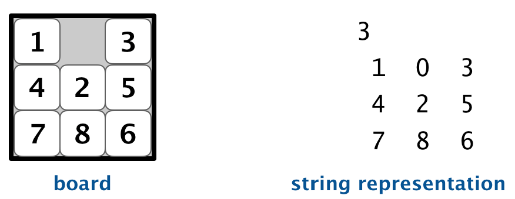 1 3
4 2 5
7 8 6
board
3
1 0 3
4 2 5
7 8 6
string representation